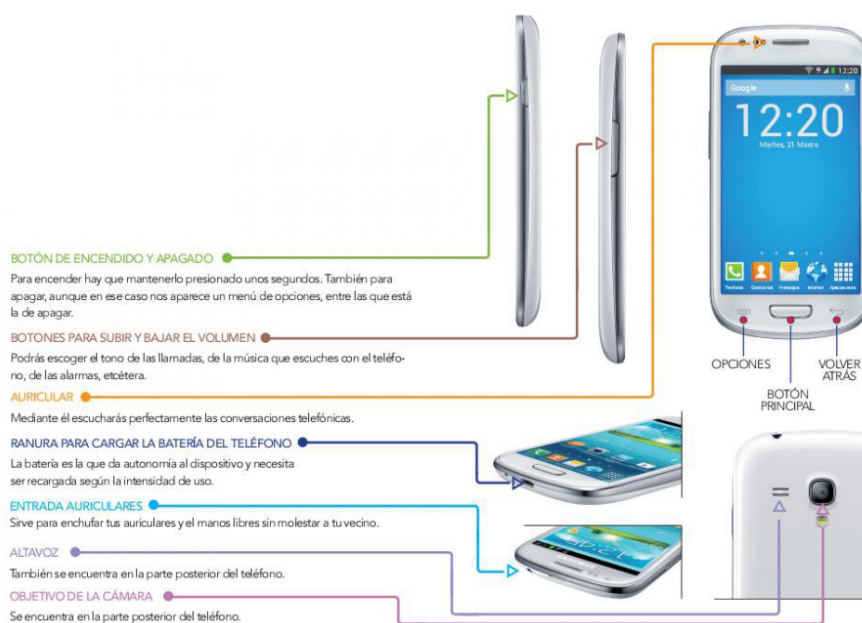 12:20
Google
12:20
Martes, 21 Marzo
Teléfono Contactos Mensajes Internet Aplicaciones
OPCIONES
BOTÓN
PRINCIPAL
VOLVER
ATRÁS
BOTÓN DE ENCENDIDO Y APAGADO
Para encender hay que mantenerlo presionado unos segundos. También para
apagar, aunque en ese caso nos aparece un menú de opciones, entre las que está
la de apagar.
BOTONES PARA SUBIR Y BAJAR EL VOLUMEN
Podrás escoger el tono de las llamadas, de la música que escuches con el teléfo-
no, de las alarmas, etcétera.
AURICULAR
Mediante él escucharás perfectamente las conversaciones telefónicas.
RANURA PARA CARGAR LA BATERÍA DEL TELÉFONO
La batería es la que da autonomía al dispositivo y necesita
ser recargada según la intensidad de uso.
ENTRADA AURICULARES
Sirve para enchufar tus auriculares y el manos libres sin molestar a tu vecino.
ALTAVOZ
También se encuentra en la parte posterior del teléfono.
OBJETIVO DE LA CÁMARA
Se encuentra en la parte posterior del teléfono.